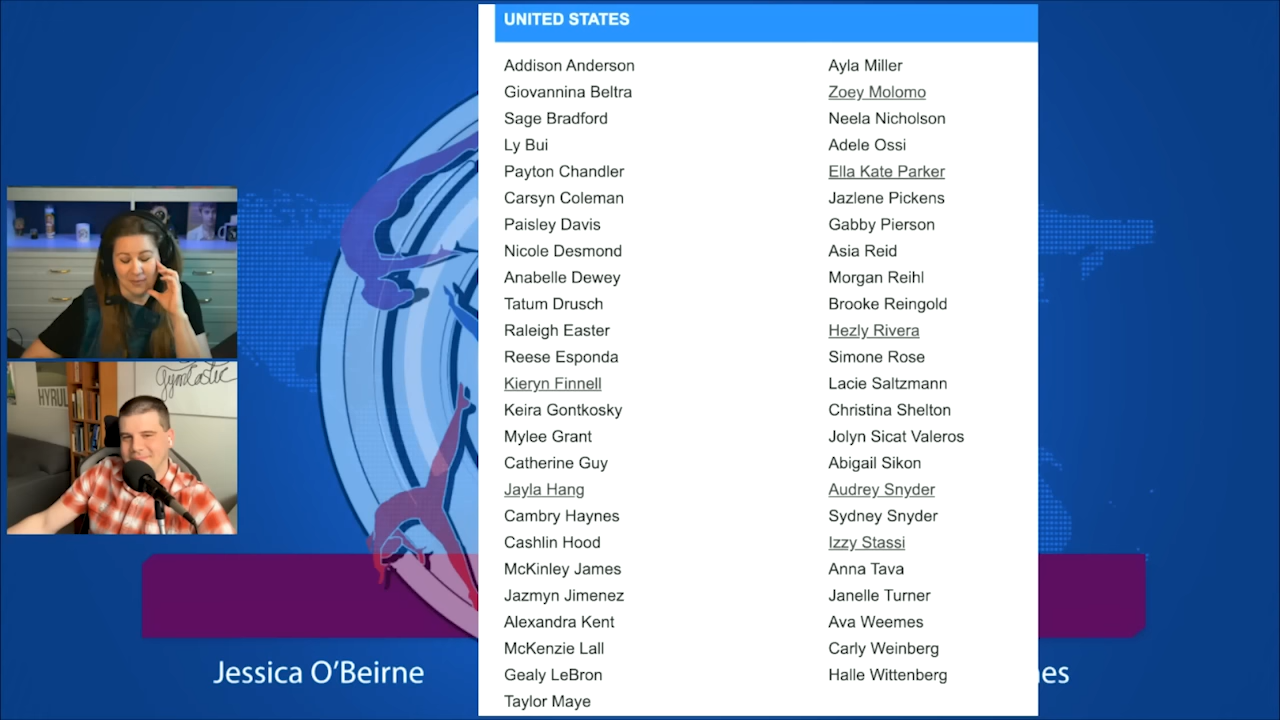 UNITED STATES
Addison Anderson
Giovannina Beltra
Sage Bradford
Ly Bui
Payton Chandler
Carsyn Coleman
Paisley Davis
Nicole Desmond
Anabelle Dewey
Tatum Drusch
Raleigh Easter
Reese Esponda
Kieryn Finnell
Keira Gontkosky
Mylee Grant
Catherine Guy
Jayla Hang
Cambry Haynes
Cashlin Hood
McKinley James
Jazmyn Jimenez
Alexandra Kent
McKenzie Lall
Gealy LeBron
Taylor Maye
Ayla Miller
Zoey Molomo
Neela Nicholson
Adele Ossi
Ella Kate Parker
Jazlene Pickens
Gabby Pierson
Asia Reid
Morgan Reihl
Brooke Reingold
Hezly Rivera
Simone Rose
Lacie Saltzmann
Christina Shelton
Jolyn Sicat Valeros
Abigail Sikon
Audrey Snyder
Sydney Snyder
Izzy Stassi
Anna Tava
Janelle Turner
Ava Weemes
Carly Weinberg
Halle Wittenberg
HYRUL
Gymcastic
Jessica O'Beirne